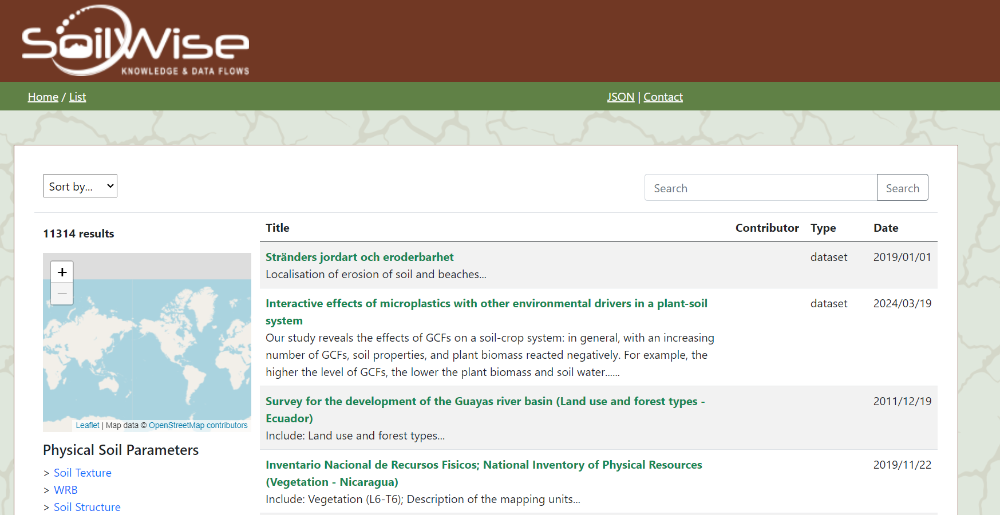 SoilWise
KNOWLEDGE & DATA FLOWS
Home / List
JSON | Contact
Sort by...
Search
Search
11314 results
+
−
Leaflet | Map data © OpenStreetMap contributors
Physical Soil Parameters
> Soil Texture
> WRB
> Soil Structure
Title Contributor Type Date
Stränders jordart och eroderbarhet dataset 2019/01/01
Localisation of erosion of soil and beaches...
Interactive effects of microplastics with other environmental drivers in a plant-soil dataset 2024/03/19
system
Our study reveals the effects of GCFs on a soil-crop system: in general, with an increasing
number of GCFs, soil properties, and plant biomass reacted negatively. For example, the
higher the level of GCFs, the lower the plant biomass and soil water......
Survey for the development of the Guayas river basin (Land use and forest types - 2011/12/19
Ecuador)
Include: Land use and forest types...
Inventario Nacional de Recursos Fisicos; National Inventory of Physical Resources 2019/11/22
(Vegetation - Nicaragua)
Include: Vegetation (L6-T6); Description of the mapping units...